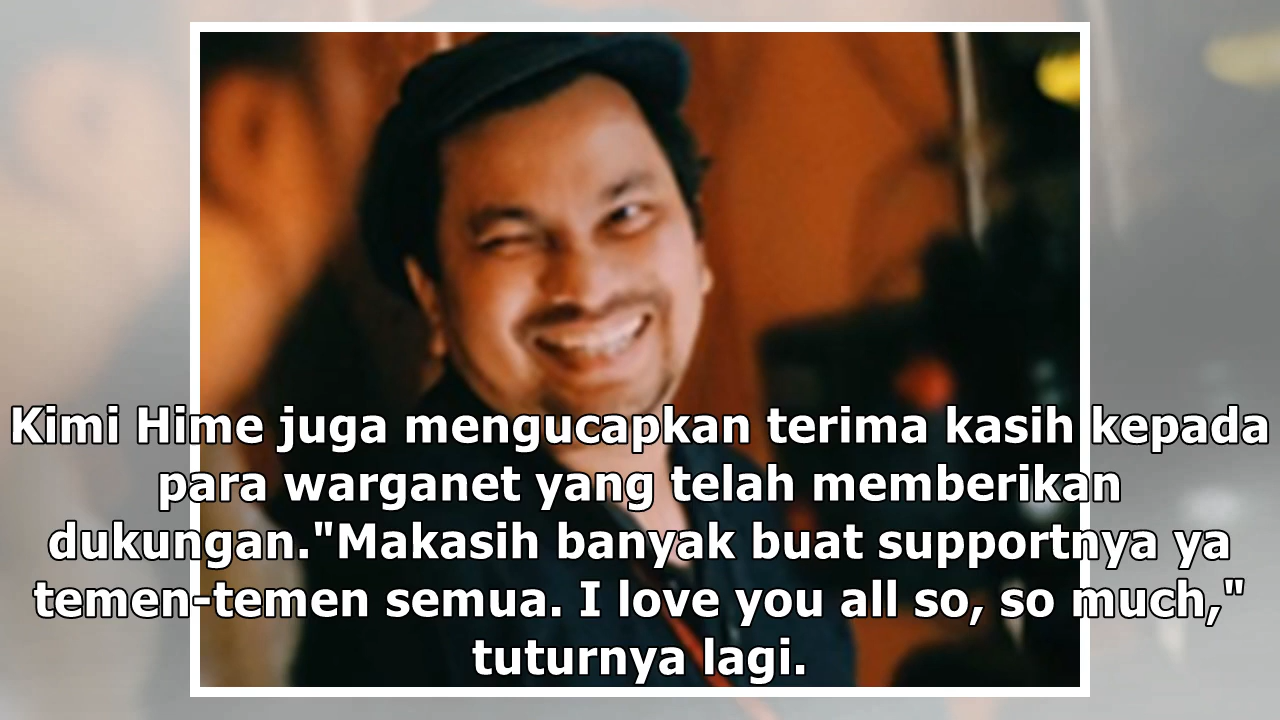 Kimi Hime juga mengucapkan terima kasih kepada
para warganet yang telah memberikan
dukungan."Makasih banyak buat supportnya ya
temen-temen semua. I love you all so, so much,"
tuturnya lagi.